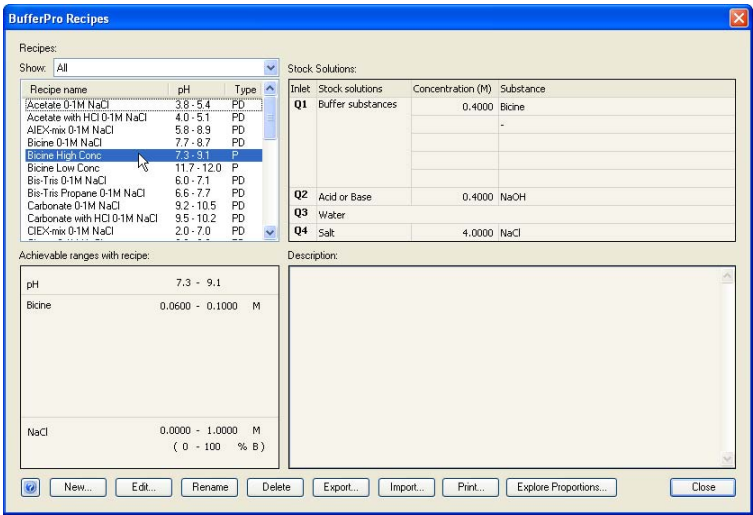 BufferPro Recipes
Recipes:
Show: All
Recipe name pH Type
Acetate 0-1M NaCl 3.8 - 5.4 PD
Acetate with HCl 0-1M NaCl 4.0 - 5.1 PD
AIEX-mix 0-1M NaCl 5.8 - 8.9 PD
Bicine 0-1M NaCl 7.7 - 8.7 PD
Bicine High Conc 7.3 - 9.1 P
Bicine Low Conc 11.7 - 12.0 P
Bis-Tris 0-1M NaCl 6.0 - 7.1 PD
Bis-Tris Propane 0-1M NaCl 6.6 - 7.7 PD
Carbonate 0-1M NaCl 9.2 - 10.5 PD
Carbonate with HCl 0-1M NaCl 9.5 - 10.2 PD
CIEX-mix 0-1M NaCl 2.0 - 7.0 PD
Stock Solutions:
Inlet Stock solutions Concentration (M) Substance
Q1 Buffer substances 0.4000 Bicine
-
Q2 Acid or Base 0.4000 NaOH
Q3 Water
Q4 Salt 4.0000 NaCl
Achievable ranges with recipe:
pH 7.3 - 9.1
Bicine 0.0600 - 0.1000 M
NaCl 0.0000 - 1.0000 M
( 0 - 100 % B )
Description:
? New... Edit... Rename Delete Export... Import... Print... Explore Proportions... Close